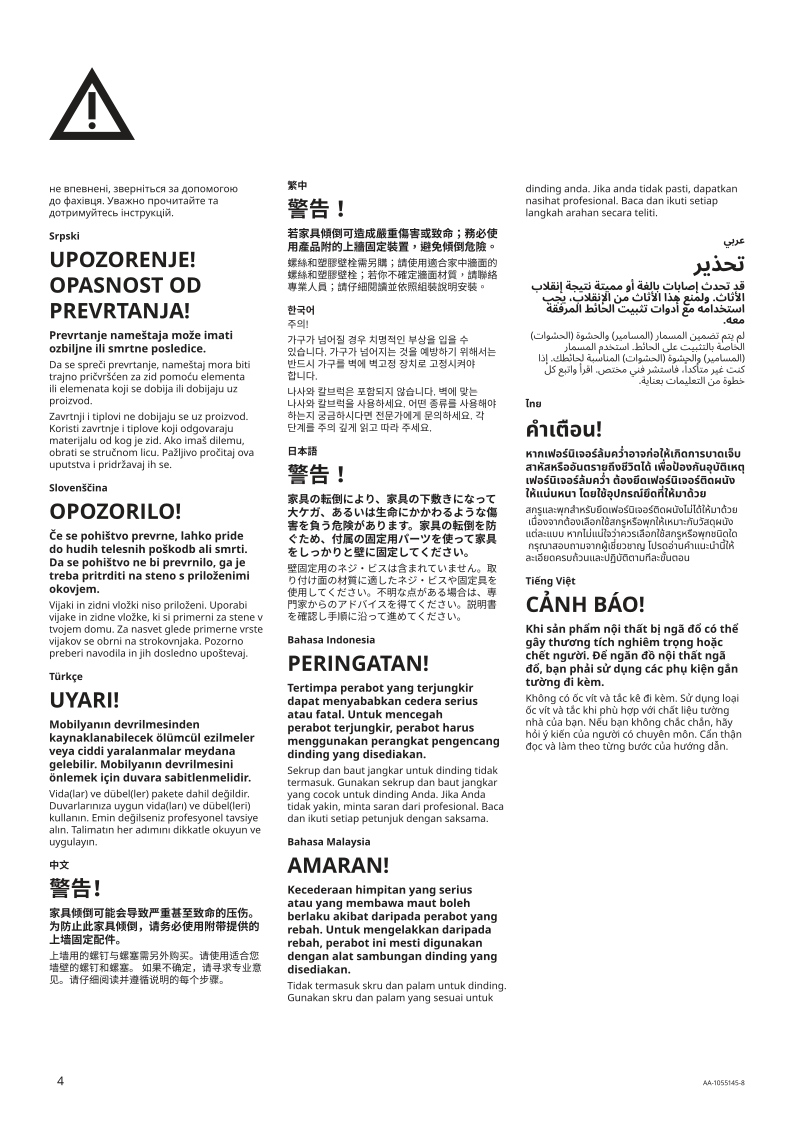 не впевнені, зверніться за допомогою
до фахівця. Уважно прочитайте та
дотримуйтесь інструкцій.
Srpski
UPOZORENJE!
OPASNOST OD
PREVRTANJA!
Prevrtanje nameštaja može imati
ozbiljne ili smrtne posledice.
Da se spreči prevrtanje, nameštaj mora biti
trajno pričvršćen za zid pomoću elementa
ili elemenata koji se dobija ili dobijaju uz
proizvod.
Zavrtnji i tiplovi ne dobijaju se uz proizvod.
Koristi zavrtnje i tiplove koji odgovaraju
materijalu od kog je zid. Ako imaš dilemu,
obrati se stručnom licu. Pažljivo pročitaj ova
uputstva i pridržavaj ih se.
Slovenščina
OPOZORILO!
Če se pohištvo prevrne, lahko pride
do hudih telesnih poškodb ali smrti.
Da se pohištvo ne bi prevrnilo, ga je
treba pritrditi na steno s priloženimi
okovjem.
Vijaki in zidni vložki niso priloženi. Uporabi
vijake in zidne vložke, ki si primerni za stene v
tvojem domu. Za nasvet glede primerne vrste
vijakov se obrni na strokovnjaka. Pozorno
preberi navodila in jih dosledno upoštevaj.
Türkçe
UYARI!
Mobilyanın devrilmesinden
kaynaklanabilecek ölümcül ezilmeler
veya ciddi yaralanmalar meydana
gelebilir. Mobilyanın devrilmesini
önlemek için duvara sabitlenmelidir.
Vida(lar) ve dübel(ler) pakete dahil değildir.
Duvarlarınıza uygun vida(ları) ve dübel(leri)
kullanın. Emin değilseniz profesyonel tavsiye
alın. Talimatın her adımını dikkatle okuyun ve
uygulayın.
中文
警告!
家具倾倒可能会导致严重甚至致命的压伤。
为防止此家具倾倒，请务必使用附带提供的
上墙固定配件。
上墙用的螺钉与螺塞需另外购买。请使用适合您
墙壁的螺钉和螺塞。 如果不确定，请寻求专业意
见。请仔细阅读并遵循说明的每个步骤。
繁中
警告！
若家具傾倒可造成嚴重傷害或致命；務必使
用產品附的上牆固定裝置，避免傾倒危險。
螺絲和塑膠壁栓需另購；請使用適合家中牆面的
螺絲和塑膠壁栓；若你不確定牆面材質，請聯絡
專業人員；請仔細閱讀並依照組裝說明安裝。
한국어
주의!
가구가 넘어질 경우 치명적인 부상을 입을 수
있습니다. 가구가 넘어지는 것을 예방하기 위해서는
반드시 가구를 벽에 벽고정 장치로 고정시켜야
합니다.
나사와 칼브럭은 포함되지 않습니다. 벽에 맞는
나사와 칼브럭을 사용하세요. 어떤 종류를 사용해야
하는지 궁금하시다면 전문가에게 문의하세요. 각
단계를 주의 깊게 읽고 따라 주세요.
日本語
警告！
家具の転倒により、家具の下敷きになって
大ケガ、あるいは生命にかかわるような傷
害を負う危険があります。家具の転倒を防
ぐため、付属の固定用パーツを使って家具
をしっかりと壁に固定してください。
壁固定用のネジ・ビスは含まれていません。取
り付け面の材質に適したネジ・ビスや固定具を
使用してください。不明な点がある場合は、専
門家からのアドバイスを得てください。説明書
を確認し手順に沿って進めてください。
Bahasa Indonesia
PERINGATAN!
Tertimpa perabot yang terjungkir
dapat menyababkan cedera serius
atau fatal. Untuk mencegah
perabot terjungkir, perabot harus
menggunakan perangkat pengencang
dinding yang disediakan.
Sekrup dan baut jangkar untuk dinding tidak
termasuk. Gunakan sekrup dan baut jangkar
yang cocok untuk dinding Anda. Jika Anda
tidak yakin, minta saran dari profesional. Baca
dan ikuti setiap petunjuk dengan saksama.
Bahasa Malaysia
AMARAN!
Kecederaan himpitan yang serius
atau yang membawa maut boleh
berlaku akibat daripada perabot yang
rebah. Untuk mengelakkan daripada
rebah, perabot ini mesti digunakan
dengan alat sambungan dinding yang
disediakan.
Tidak termasuk skru dan palam untuk dinding.
Gunakan skru dan palam yang sesuai untuk
dinding anda. Jika anda tidak pasti, dapatkan
nasihat profesional. Baca dan ikuti setiap
langkah arahan secara teliti.
عربي
تحذير
قد تحدث إصابات بالغة أو مميتة نتيجة إنقلاب
الأثاث. ولمنع هذا الأثاث من الإنقلاب، يجب
استخدامه مع أدوات تثبيت الحائط المرفقة
معه.
لم يتم تضمين المسمار (المسامير) والحشوة (الحشوات)
الخاصة بالتثبيت على الحائط. استخدم المسمار
(المسامير) والحشوة (الحشوات) المناسبة لحائطك. إذا
كنت غير متأكداً، فاستشر فني مختص. اقرأ واتبع كل
خطوة من التعليمات بعناية.
ไทย
คำเตือน!
หากเฟอร์นิเจอร์ล้มคว่ำอาจก่อให้เกิดการบาดเจ็บ
สาหัสหรืออันตรายถึงชีวิตได้ เพื่อป้องกันอุบัติเหตุ
เฟอร์นิเจอร์ล้มคว่ำ ต้องยึดเฟอร์นิเจอร์ติดผนัง
ให้แน่นหนา โดยใช้อุปกรณ์ยึดที่ให้มาด้วย
สกรูและพุกสำหรับยึดเฟอร์นิเจอร์ติดผนังไม่ได้ให้มาด้วย
เนื่องจากต้องเลือกใช้สกรูหรือพุกให้เหมาะกับวัสดุผนัง
แต่ละแบบ หากไม่แน่ใจว่าควรเลือกใช้สกรูหรือพุกชนิดใด
กรุณาสอบถามจากผู้เชี่ยวชาญ โปรดอ่านคำแนะนำนี้ให้
ละเอียดครบถ้วนและปฏิบัติตามทีละขั้นตอน
Tiếng Việt
CẢNH BÁO!
Khi sản phẩm nội thất bị ngã đổ có thể
gây thương tích nghiêm trọng hoặc
chết người. Để ngăn đồ nội thất ngã
đổ, bạn phải sử dụng các phụ kiện gắn
tường đi kèm.
Không có ốc vít và tắc kê đi kèm. Sử dụng loại
ốc vít và tắc khi phù hợp với chất liệu tường
nhà của bạn. Nếu bạn không chắc chắn, hãy
hỏi ý kiến của người có chuyên môn. Cẩn thận
đọc và làm theo từng bước của hướng dẫn.
4
AA-1055145-8